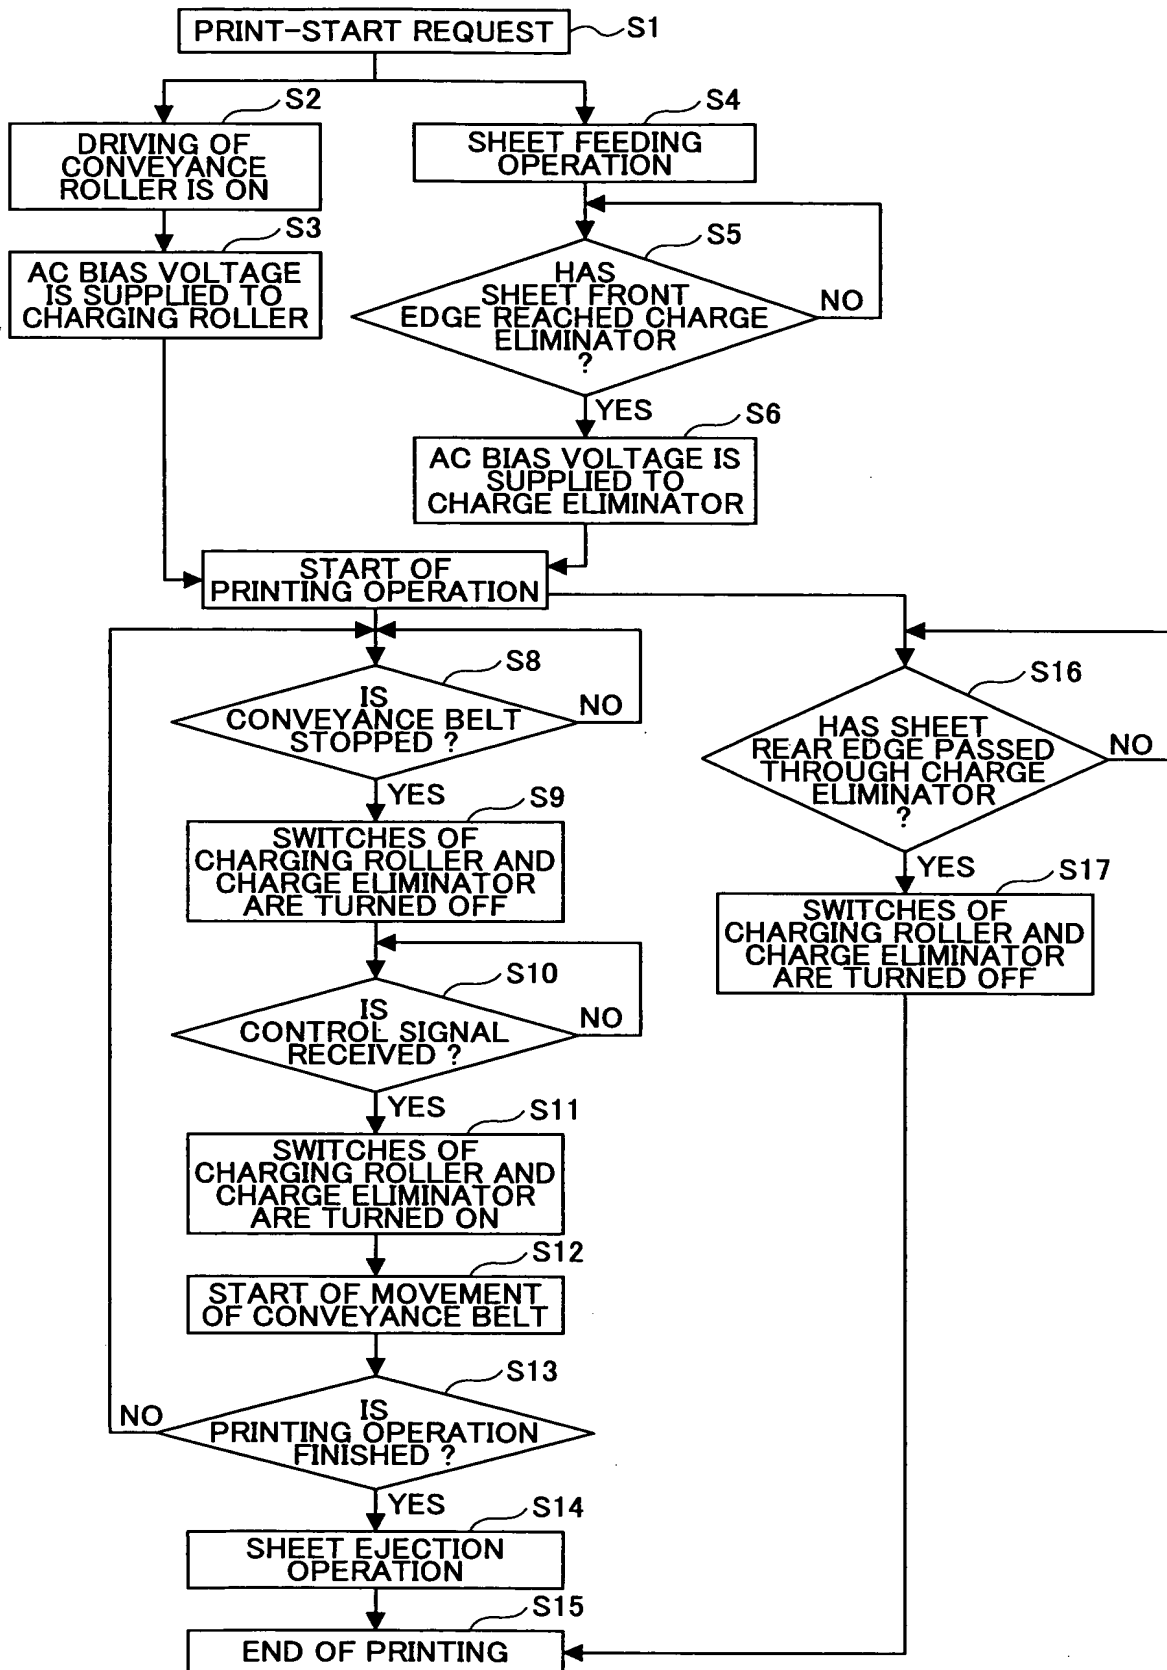 PRINT-START REQUEST
S1
S2
DRIVING OF
CONVEYANCE
ROLLER IS ON
S4
SHEET FEEDING
OPERATION
S3
AC BIAS VOLTAGE
IS SUPPLIED TO
CHARGING ROLLER
S5
HAS
SHEET FRONT
EDGE REACHED CHARGE
ELIMINATOR
?
NO
YES
S6
AC BIAS VOLTAGE IS
SUPPLIED TO
CHARGE ELIMINATOR
START OF
PRINTING OPERATION
S8
IS
CONVEYANCE BELT
STOPPED ?
NO
YES
S16
HAS SHEET
REAR EDGE PASSED
THROUGH CHARGE
ELIMINATOR
?
NO
YES
S9
SWITCHES OF
CHARGING ROLLER AND
CHARGE ELIMINATOR
ARE TURNED OFF
S17
SWITCHES OF
CHARGING ROLLER AND
CHARGE ELIMINATOR
ARE TURNED OFF
S10
IS
CONTROL SIGNAL
RECEIVED ?
NO
YES
S11
SWITCHES OF
CHARGING ROLLER AND
CHARGE ELIMINATOR
ARE TURNED ON
S12
START OF MOVEMENT
OF CONVEYANCE BELT
S13
IS
PRINTING OPERATION
FINISHED ?
NO
YES
S14
SHEET EJECTION
OPERATION
S15
END OF PRINTING